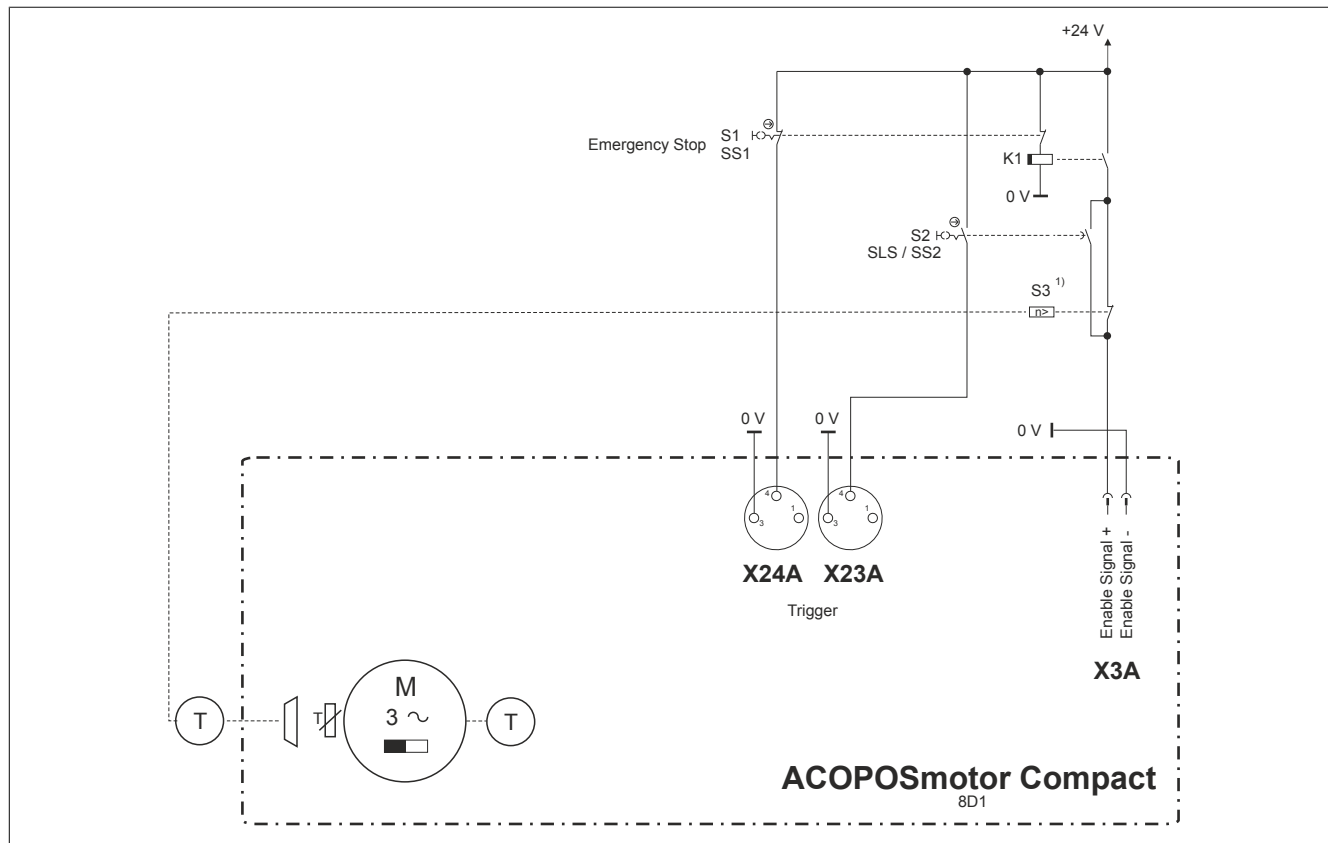 +24 V
Emergency Stop
S1
SS1
K1
0 V
S2
SLS / SS2
S3 1)
n>
0 V
0 V
0 V
4
3
1
4
3
1
X24A
X23A
Trigger
Enable Signal +
Enable Signal -
X3A
T
T
M
3
T
ACOPOSmotor Compact
8D1